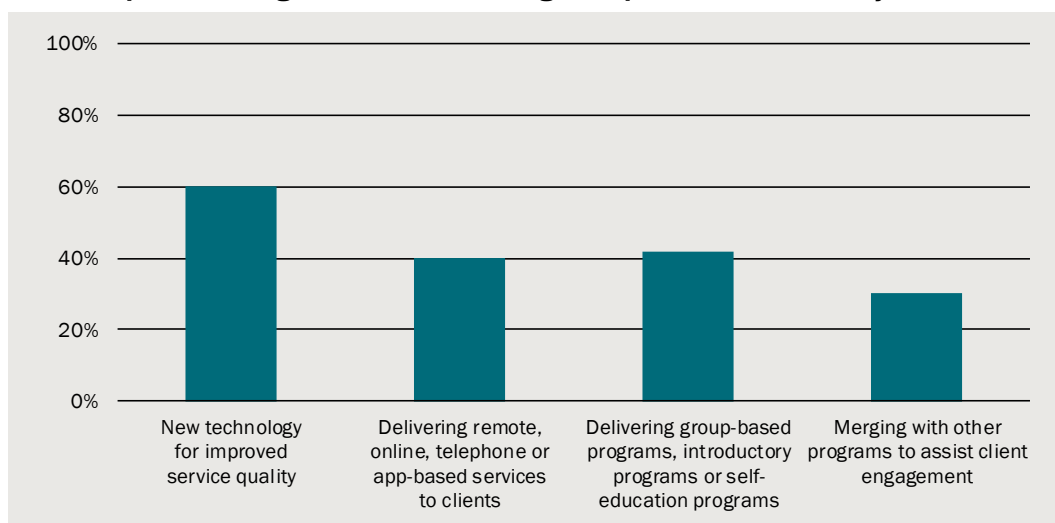 100%
80%
60%
40%
20%
0%
New technology
for improved
service quality
Delivering remote,
online, telephone or
app-based services
to clients
Delivering group-based
programs, introductory
programs or self-
education programs
Merging with other
programs to assist client
engagement